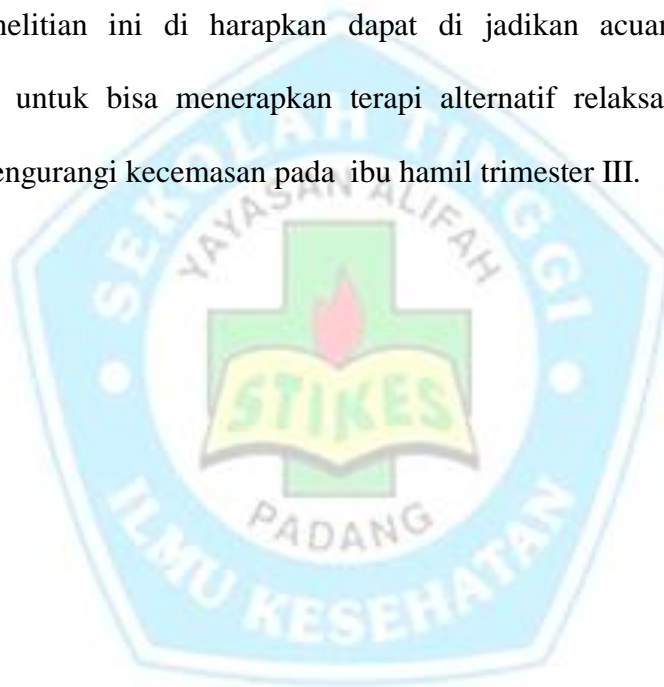 nelitian ini di harapkan dapat di jadikan acuan
untuk bisa menerapkan terapi alternatif relaksa
engurangi kecemasan pada ibu hamil trimester III.
SEKOLAH TINGGI
YAYASAN ALIFAH
STIKES
PADANG
ILMU KESEHATAN